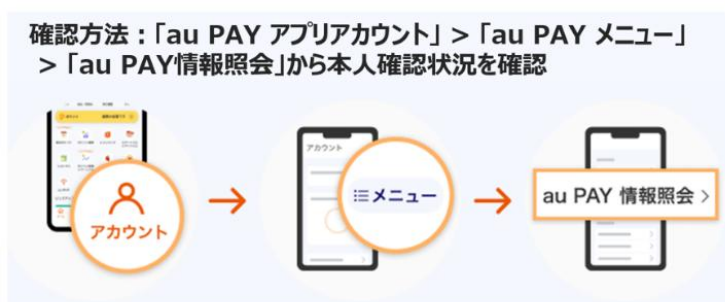 確認方法：「au PAY アプリアカウント」 > 「au PAY メニュー」
> 「au PAY情報照会」から本人確認状況を確認
アカウント
アカウント
メニュー
au PAY 情報照会 >